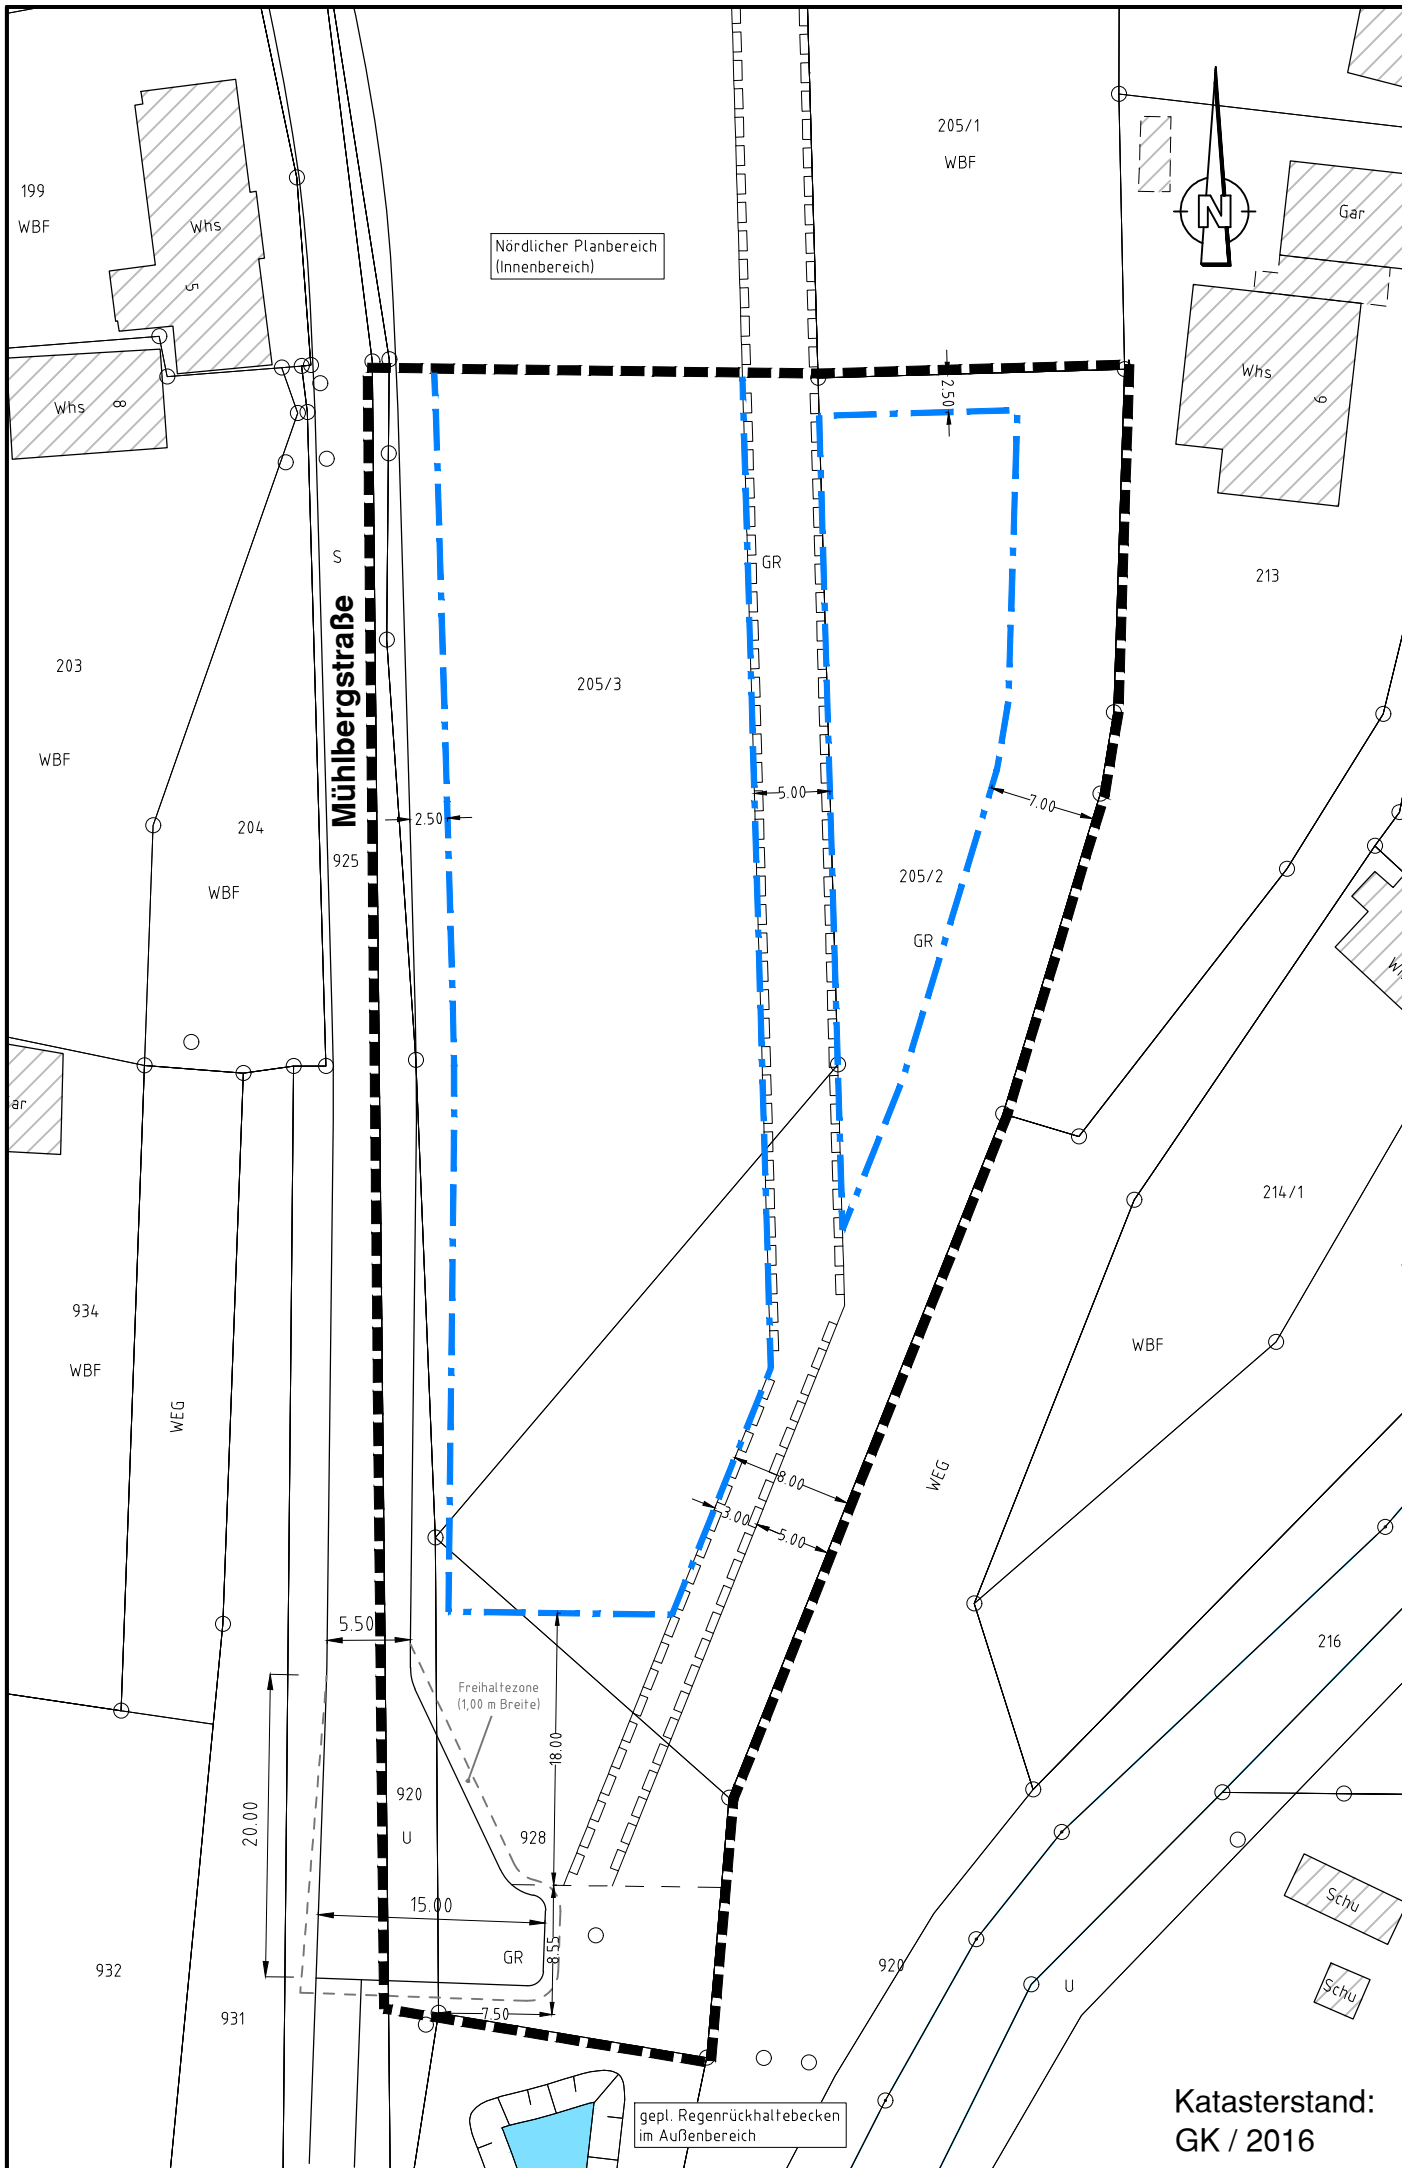 205/1
WBF
199
WBF
Whs
5
Gar
Nördlicher Planbereich
(Innenbereich)
N
Whs
9
2.50
Whs
8
S
GR
213
Mühlbergstraße
203
205/3
WBF
5.00
7.00
2.50
204
925
205/2
WBF
GR
ar
214/1
934
WBF
WBF
WEG
WEG
8.00
3.00
5.00
5.50
216
Freihaltezone
(1,00 m Breite)
18.00
920
20.00
U
928
15.00
Schu
GR
8.55
920
932
U
Schu
931
7.50
gepl. Regenrückhaltebecken
im Außenbereich
Katasterstand:
GK / 2016